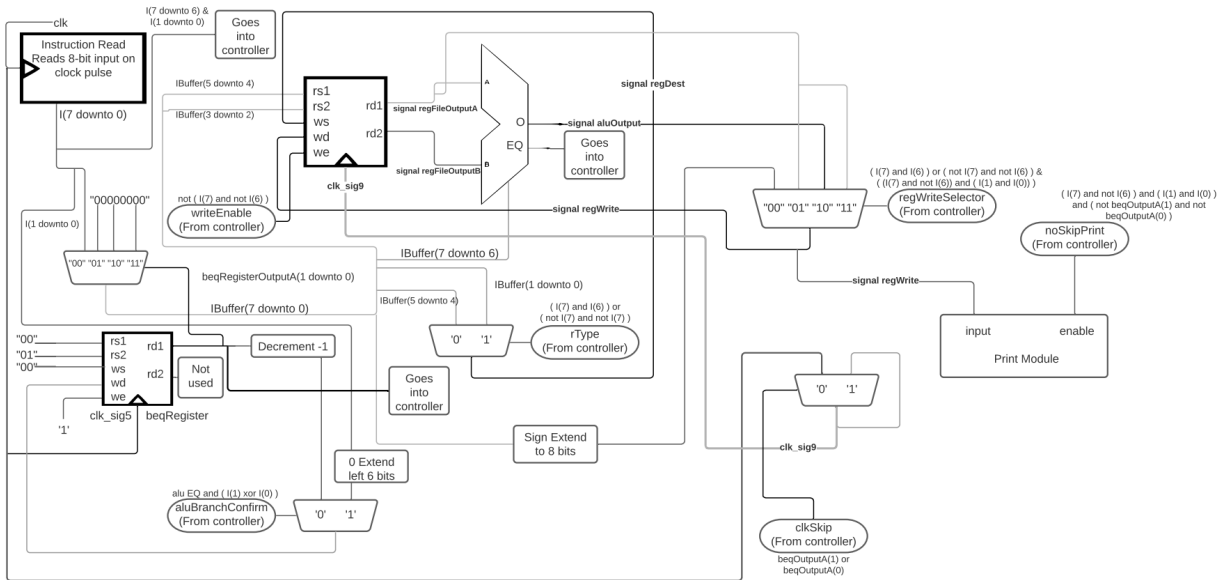 clk
I(7 downto 6) &
I(1 downto 0)
Goes
into
controller
Instruction Read
Reads 8-bit input on
clock pulse
I(7 downto 0)
IBuffer(5 downto 4)
IBuffer(3 downto 2)
rs1
rs2
ws
wd
we
rd1
rd2
clk_sig9
signal regFileOutputA
signal regFileOutputB
A
B
O
EQ
signal aluOutput
Goes
into
controller
signal regDest
not ( I(7) and not I(6) )
writeEnable
(From controller)
signal regWrite
"00" "01" "10" "11"
( I(7) and I(6) ) or ( not I(7) and not I(6) ) &
( (I(7) and not I(6)) and ( I(1) and I(0)) )
regWriteSelector
(From controller)
( I(7) and not I(6) ) and ( I(1) and I(0) )
and ( not beqOutputA(1) and not
beqOutputA(0) )
noSkipPrint
(From controller)
signal regWrite
input
enable
Print Module
"00000000"
I(1 downto 0)
"00" "01" "10" "11"
beqRegisterOutputA(1 downto 0)
IBuffer(7 downto 0)
IBuffer(7 downto 6)
IBuffer(1 downto 0)
IBuffer(5 downto 4)
'0' '1'
( I(7) and I(6) ) or
( not I(7) and not I(7) )
rType
(From controller)
"00"
"01"
"00"
rs1
rs2
ws
wd
we
rd1
rd2
'1'
clk_sig5
beqRegister
Not
used
Decrement -1
Goes
into
controller
Sign Extend
to 8 bits
0 Extend
left 6 bits
alu EQ and ( I(1) xor I(0) )
aluBranchConfirm
(From controller)
'0' '1'
'0' '1'
clk_sig9
clkSkip
(From controller)
beqOutputA(1) or
beqOutputA(0)